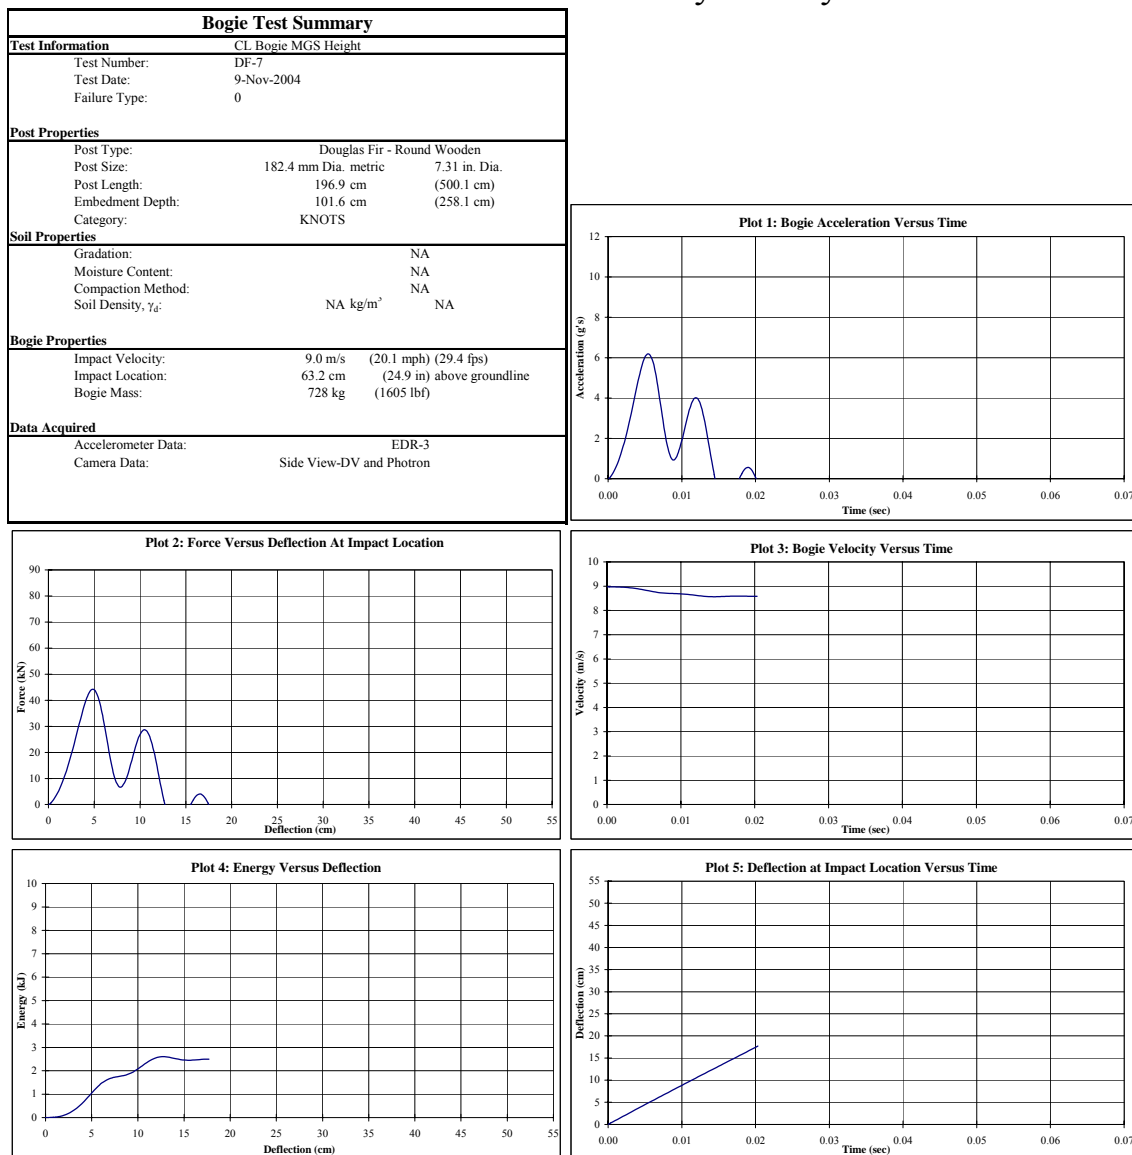 Bogie Test Summary
Test Information CL Bogie MGS Height
Test Number: DF-7
Test Date: 9-Nov-2004
Failure Type: 0
Post Properties
Post Type: Douglas Fir - Round Wooden
Post Size: 182.4 mm Dia. metric 7.31 in. Dia.
Post Length: 196.9 cm (500.1 cm)
Embedment Depth: 101.6 cm (258.1 cm)
Category: KNOTS
Soil Properties
Gradation: NA
Moisture Content: NA
Compaction Method: NA
Soil Density, γd: NA kg/m³ NA
Bogie Properties
Impact Velocity: 9.0 m/s (20.1 mph) (29.4 fps)
Impact Location: 63.2 cm (24.9 in) above groundline
Bogie Mass: 728 kg (1605 lbf)
Data Acquired
Accelerometer Data: EDR-3
Camera Data: Side View-DV and Photron
Plot 1: Bogie Acceleration Versus Time
12
10
8
6
4
2
0
Acceleration (g's)
0.00 0.01 0.02 0.03 0.04 0.05 0.06 0.07
Time (sec)
Plot 2: Force Versus Deflection At Impact Location
90
80
70
60
50
40
30
20
10
0
Force (kN)
0 5 10 15 20 25 30 35 40 45 50 55
Deflection (cm)
Plot 3: Bogie Velocity Versus Time
10
9
8
7
6
5
4
3
2
1
0
Velocity (m/s)
0.00 0.01 0.02 0.03 0.04 0.05 0.06 0.07
Time (sec)
Plot 4: Energy Versus Deflection
10
9
8
7
6
5
4
3
2
1
0
Energy (kJ)
0 5 10 15 20 25 30 35 40 45 50 55
Deflection (cm)
Plot 5: Deflection at Impact Location Versus Time
55
50
45
40
35
30
25
20
15
10
5
0
Deflection (cm)
0.00 0.01 0.02 0.03 0.04 0.05 0.06 0.07
Time (sec)